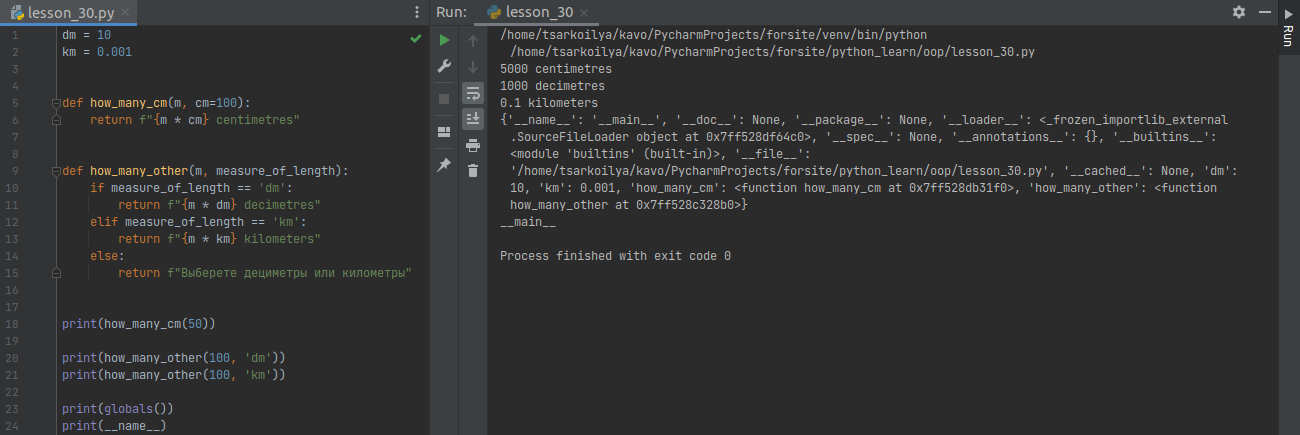 lesson_30.py
1 dm = 10
2 km = 0.001
3
4
5 def how_many_cm(m, cm=100):
6     return f"{m * cm} centimetres"
7
8
9 def how_many_other(m, measure_of_length):
10     if measure_of_length == 'dm':
11         return f"{m * dm} decimetres"
12     elif measure_of_length == 'km':
13         return f"{m * km} kilometers"
14     else:
15         return f"Выберете дециметры или километры"
16
17
18 print(how_many_cm(50))
19
20 print(how_many_other(100, 'dm'))
21 print(how_many_other(100, 'km'))
22
23 print(globals())
24 print(__name__)
Run: lesson_30
/home/tsarkoilya/kavo/PycharmProjects/forsite/venv/bin/python
/home/tsarkoilya/kavo/PycharmProjects/forsite/python_learn/oop/lesson_30.py
5000 centimetres
1000 decimetres
0.1 kilometers
{'__name__': '__main__', '__doc__': None, '__package__': None, '__loader__': <_frozen_importlib_external
.SourceFileLoader object at 0x7ff528df64c0>, '__spec__': None, '__annotations__': {}, '__builtins__':
<module 'builtins' (built-in)>, '__file__':
'/home/tsarkoilya/kavo/PycharmProjects/forsite/python_learn/oop/lesson_30.py', '__cached__': None, 'dm':
10, 'km': 0.001, 'how_many_cm': <function how_many_cm at 0x7ff528db31f0>, 'how_many_other': <function
how_many_other at 0x7ff528c328b0>}
__main__

Process finished with exit code 0
Run